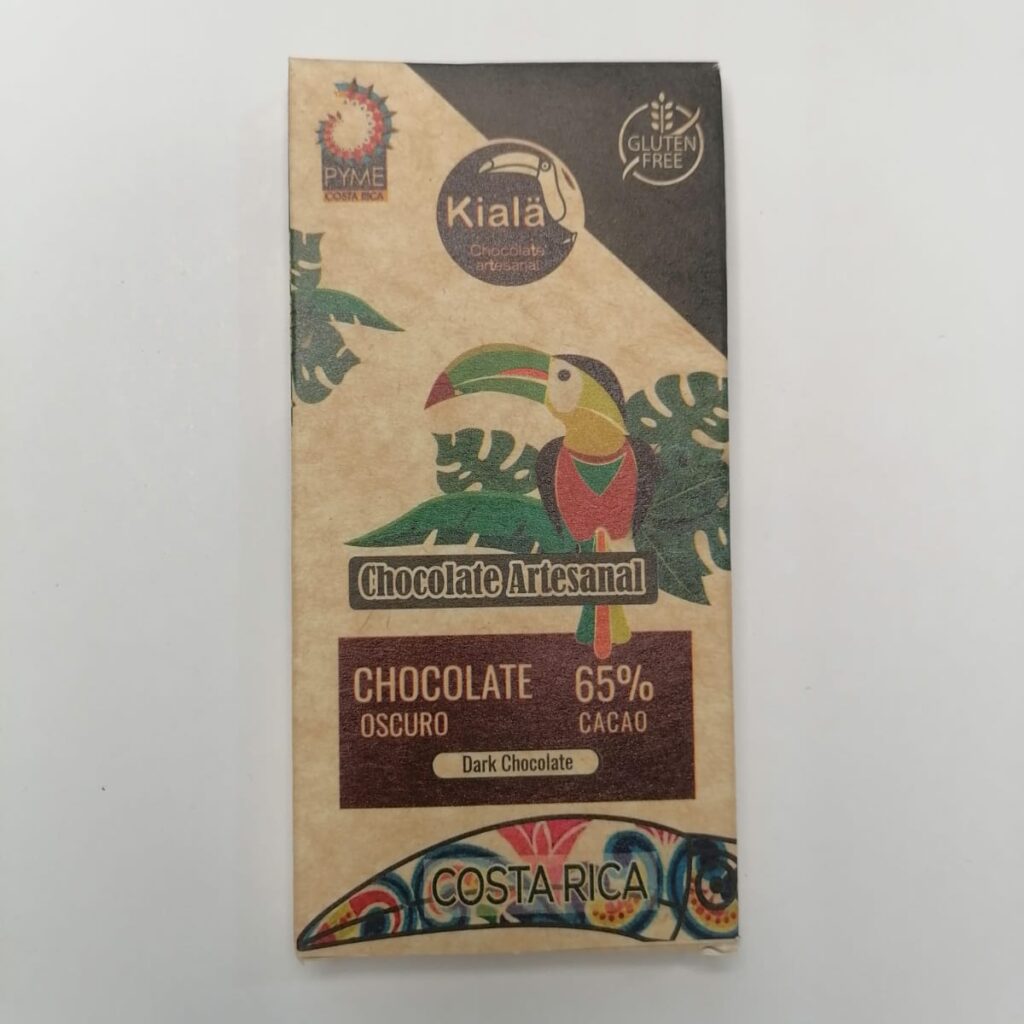 PYME
COSTA RICA
GLUTEN
FREE
Kialä
Chocolate
artesanal
Chocolate Artesanal
CHOCOLATE 65%
OSCURO CACAO
Dark Chocolate
COSTA RICA